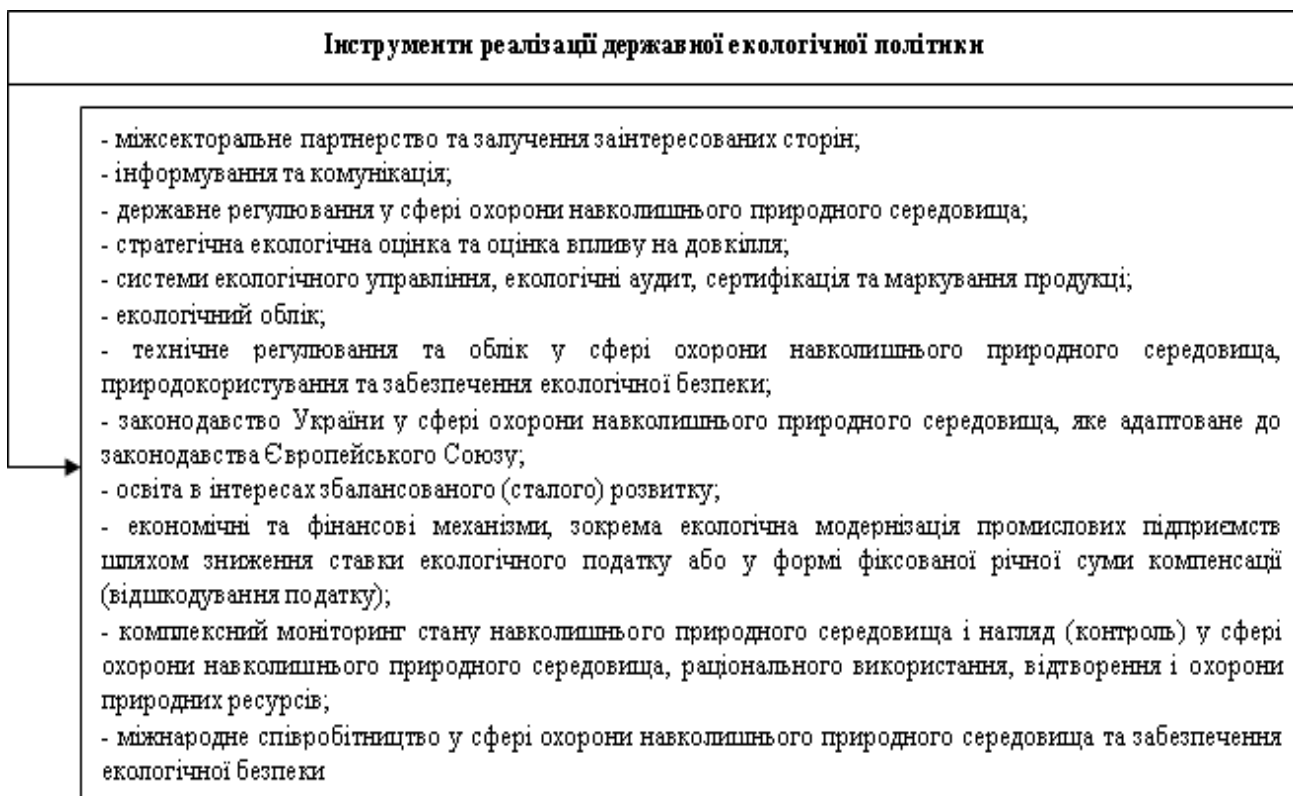 Інструменти реалізації державної екологічної політики
- міжсекторальне партнерство та залучення заінтересованих сторін;
- інформування та комунікація;
- державне регулювання у сфері охорони навколишнього природного середовища;
- стратегічна екологічна оцінка та оцінка впливу на довкілля;
- системи екологічного управління, екологічні аудит, сертифікація та маркування продукці;
- екологічний облік;
- технічне регулювання та облік у сфері охорони навколишнього природного середовища,
природокористування та забезпечення екологічної безпеки;
- законодавство України у сфері охорони навколишнього природного середовища, яке адаптоване до
законодавства Європейського Союзу;
- освіта в інтересах збалансованого (сталого) розвитку;
- економічні та фінансові механізми, зокрема екологічна модернізація промислових підприємств
шляхом зниження ставки екологічного податку або у формі фіксованої річної суми компенсації
(відшкодування податку);
- комплексний моніторинг стану навколишнього природного середовища і нагляд (контроль) у сфері
охорони навколишнього природного середовища, раціонального використання, відтворення і охорони
природних ресурсів;
- міжнародне співробітництво у сфері охорони навколишнього природного середовища та забезпечення
екологічної безпеки